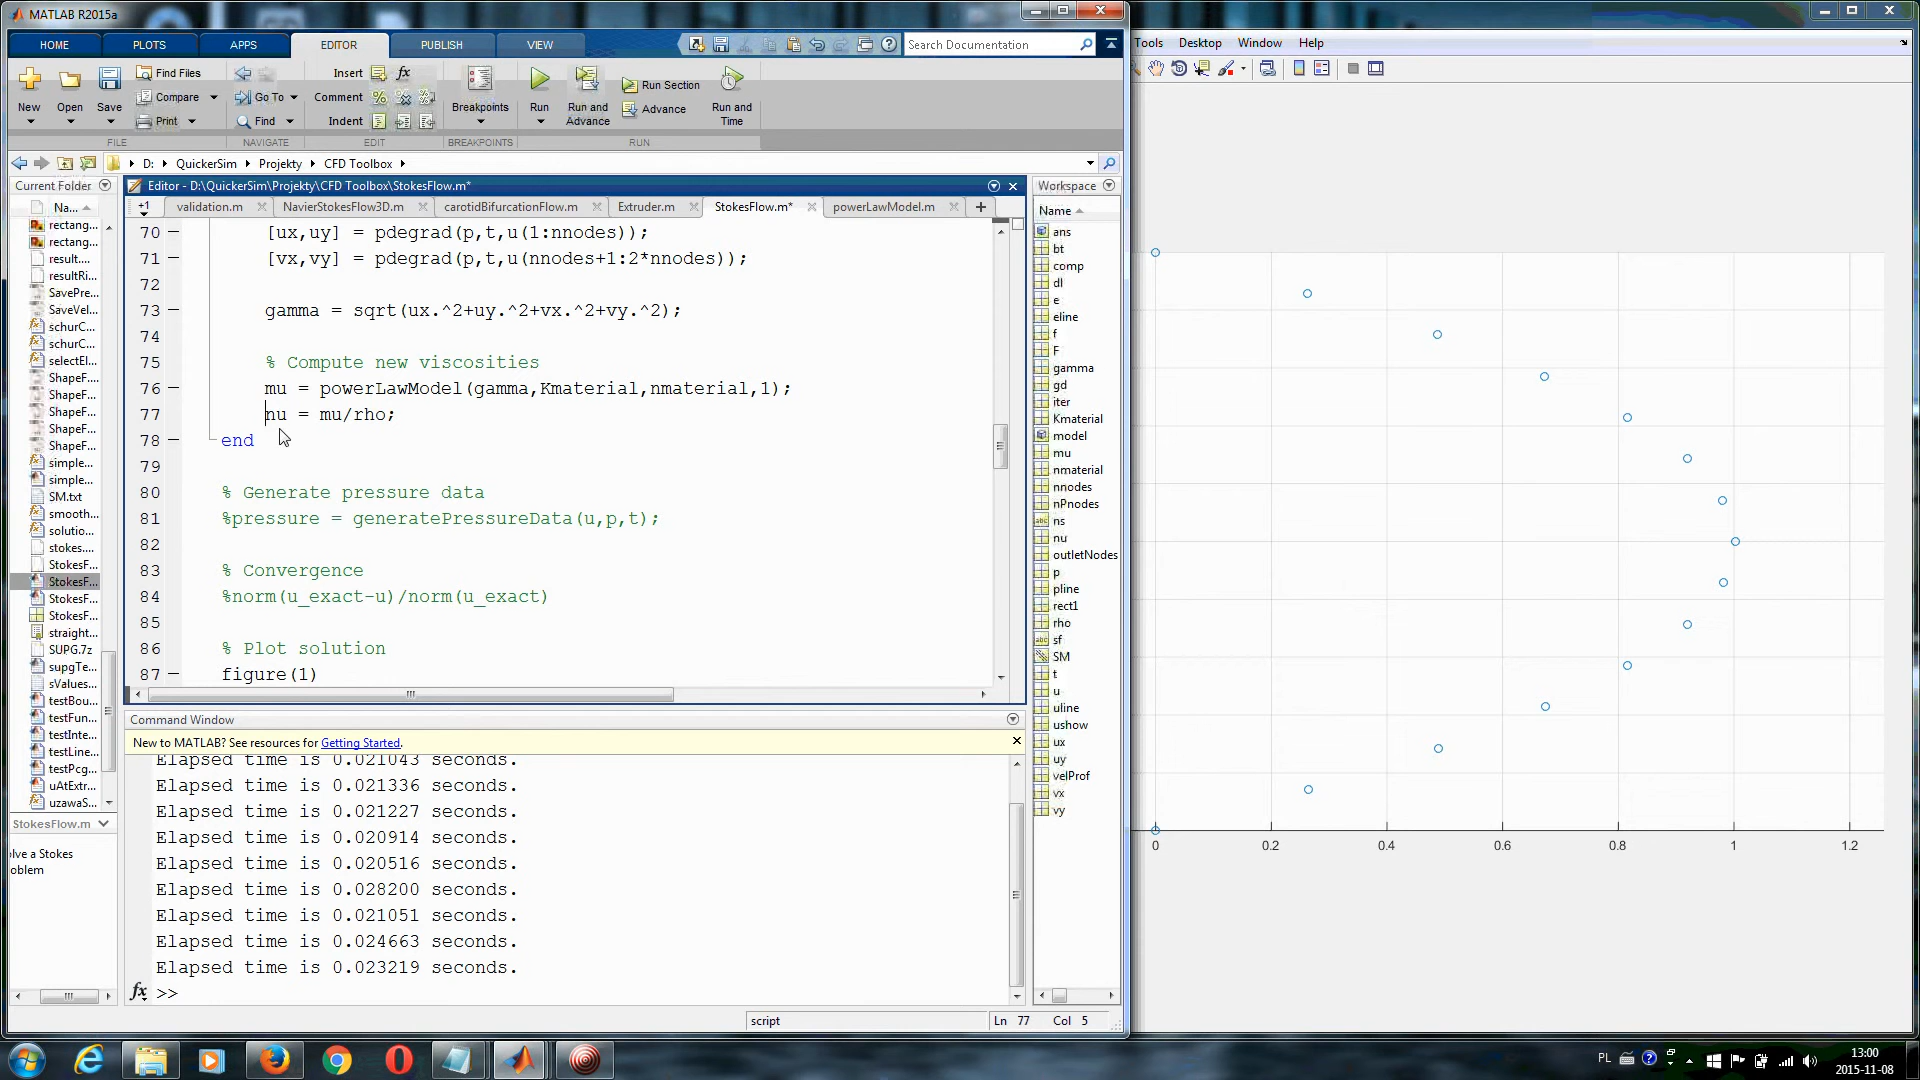 MATLAB R2015a
HOME PLOTS APPS EDITOR PUBLISH VIEW
Search Documentation
New Open Save
Find Files
Compare
Print
FILE
Go To
Find
NAVIGATE
Insert fx
Comment
Indent
EDIT
Breakpoints
BREAKPOINTS
Run
Run and Advance
Run Section
Advance
Run and Time
RUN
D: QuickerSim Projekty CFD Toolbox
Current Folder
Na...
rectang...
rectang...
result....
resultRi...
SavePre...
SaveVel...
schurC...
schurC...
selectEl...
ShapeF...
ShapeF...
ShapeF...
ShapeF...
simple...
simple...
SM.txt
smooth...
solutio...
stokes....
StokesF...
StokesF...
StokesF...
StokesF...
straight...
SUPG.7z
supgTe...
sValues...
testBou...
testFun...
testInte...
testLine...
testPcg...
uAtExtr...
uzawaS...
StokesFlow.m
olve a Stokes
oblem
Editor - D:\QuickerSim\Projekty\CFD Toolbox\StokesFlow.m*
+1 validation.m NavierStokesFlow3D.m carotidBifurcationFlow.m Extruder.m StokesFlow.m* powerLawModel.m
70 [ux,uy] = pdegrad(p,t,u(1:nnodes));
71 [vx,vy] = pdegrad(p,t,u(nnodes+1:2*nnodes));
72
73 gamma = sqrt(ux.^2+uy.^2+vx.^2+vy.^2);
74
75 % Compute new viscosities
76 mu = powerLawModel(gamma,Kmaterial,nmaterial,1);
77 nu = mu/rho;
78 end
79
80 % Generate pressure data
81 %pressure = generatePressureData(u,p,t);
82
83 % Convergence
84 %norm(u_exact-u)/norm(u_exact)
85
86 % Plot solution
87 figure(1)
Command Window
New to MATLAB? See resources for Getting Started.
Elapsed time is 0.021043 seconds.
Elapsed time is 0.021336 seconds.
Elapsed time is 0.021227 seconds.
Elapsed time is 0.020914 seconds.
Elapsed time is 0.020516 seconds.
Elapsed time is 0.028200 seconds.
Elapsed time is 0.021051 seconds.
Elapsed time is 0.024663 seconds.
Elapsed time is 0.023219 seconds.
fx >>
script Ln 77 Col 5
Workspace
Name
ans
bt
comp
dl
e
eline
f
F
gamma
gd
iter
Kmaterial
model
mu
nmaterial
nnodes
nPnodes
ns
nu
outletNodes
p
pline
rect1
rho
sf
SM
t
u
uline
ushow
ux
uy
velProf
vx
vy
Tools Desktop Window Help
0 0.2 0.4 0.6 0.8 1 1.2
PL
13:00
2015-11-08